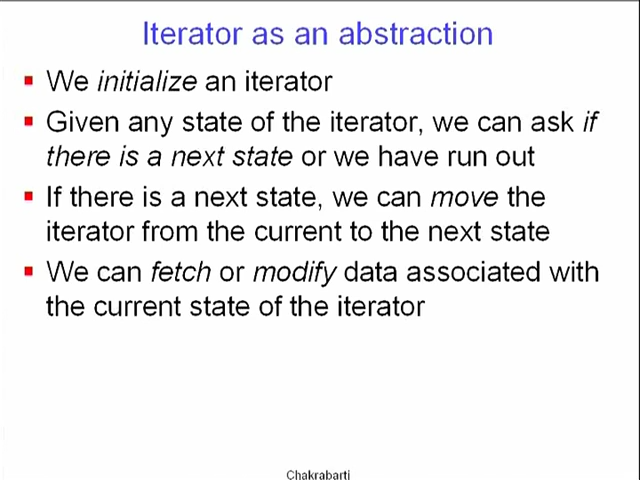 Iterator as an abstraction
We initialize an iterator
Given any state of the iterator, we can ask if
there is a next state or we have run out
If there is a next state, we can move the
iterator from the current to the next state
We can fetch or modify data associated with
the current state of the iterator
Chakrabarti